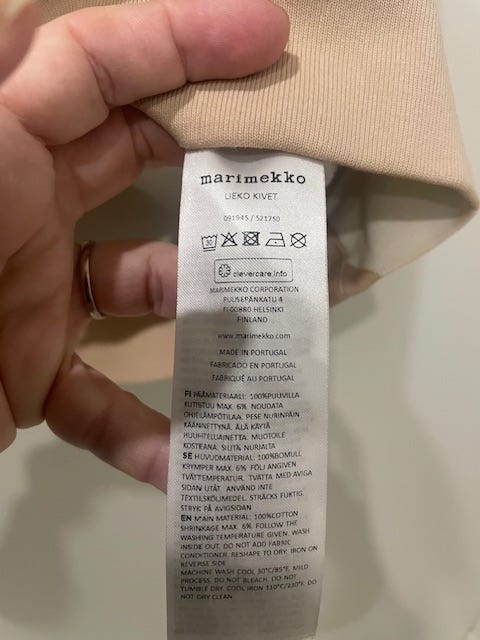 marimekko
LIEKO KIVET
091945 / 521750
30
clevercare.info
MARIMEKKO CORPORATION
PUUSEPÄNKATU 4
FI-00880 HELSINKI
FINLAND
www.marimekko.com
MADE IN PORTUGAL
FABRICADO EN PORTUGAL
FABRIQUÉ AU PORTUGAL
FI PÄÄMATERIAALI: 100%PUUVILLA
KUTISTUU MAX. 6% NOUDATA
OHJELÄMPÖTILAA. PESE NURINPÄIN
KÄÄNNETTYNÄ. ÄLÄ KÄYTÄ
HUUHTELUAINETTA. MUOTOILE
KOSTEANA. SILITÄ NURJALTA
SE HUVUDMATERIAL: 100%BOMULL
KRYMPER MAX. 6% FÖLJ ANGIVEN
TVÄTTEMPERATUR. TVÄTTA MED AVIGA
SIDAN UTÅT. ANVÄND INTE
TEXTILSKÖLJMEDEL. STRÄCKS FUKTIG.
STRYK PÅ AVIGSIDAN
EN MAIN MATERIAL: 100%COTTON
SHRINKAGE MAX. 6%. FOLLOW THE
WASHING TEMPERATURE GIVEN. WASH
INSIDE OUT. DO NOT ADD FABRIC
CONDITIONER. RESHAPE TO DRY. IRON ON
REVERSE SIDE
MACHINE WASH COOL 30°C/85°F, MILD
PROCESS. DO NOT BLEACH. DO NOT
TUMBLE DRY. COOL IRON 110°C/230°F. DO
NOT DRY CLEAN.